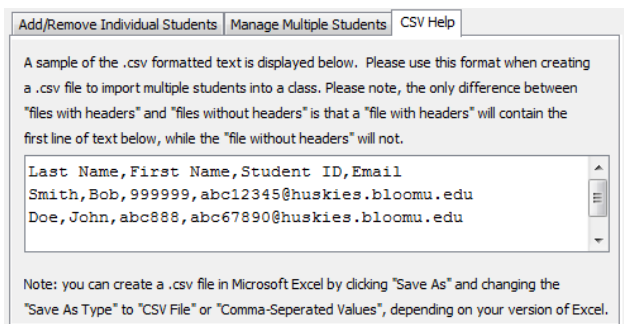 Add/Remove Individual Students Manage Multiple Students CSV Help
A sample of the .csv formatted text is displayed below. Please use this format when creating
a .csv file to import multiple students into a class. Please note, the only difference between
"files with headers" and "files without headers" is that a "file with headers" will contain the
first line of text below, while the "file without headers" will not.
Last Name,First Name,Student ID,Email
Smith,Bob,999999,abc12345@huskies.bloomu.edu
Doe,John,abc888,abc67890@huskies.bloomu.edu
Note: you can create a .csv file in Microsoft Excel by clicking "Save As" and changing the
"Save As Type" to "CSV File" or "Comma-Seperated Values", depending on your version of Excel.